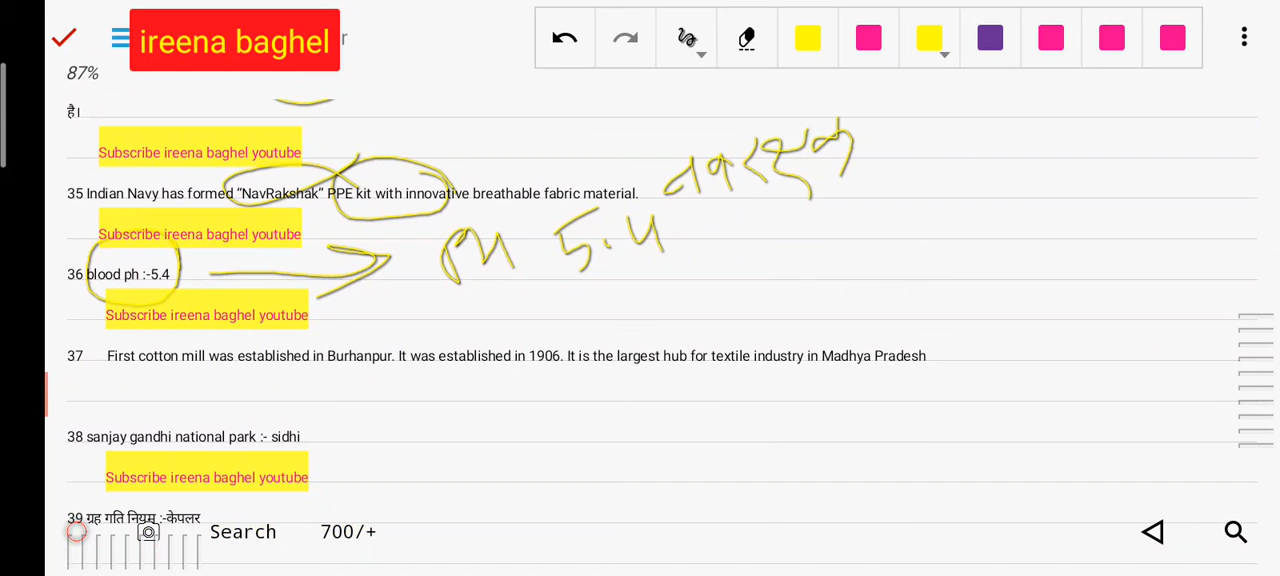 ireena baghel r
87%
है।
Subscribe ireena baghel youtube
35 Indian Navy has formed “NavRakshak” PPE kit with innovative breathable fabric material.
नवरक्षक
Subscribe ireena baghel youtube
36 blood ph :-5.4
PH 5.4
Subscribe ireena baghel youtube
37 First cotton mill was established in Burhanpur. It was established in 1906. It is the largest hub for textile industry in Madhya Pradesh
38 sanjay gandhi national park :- sidhi
Subscribe ireena baghel youtube
39 ग्रह गति नियम :-केपलर
Search 700/+